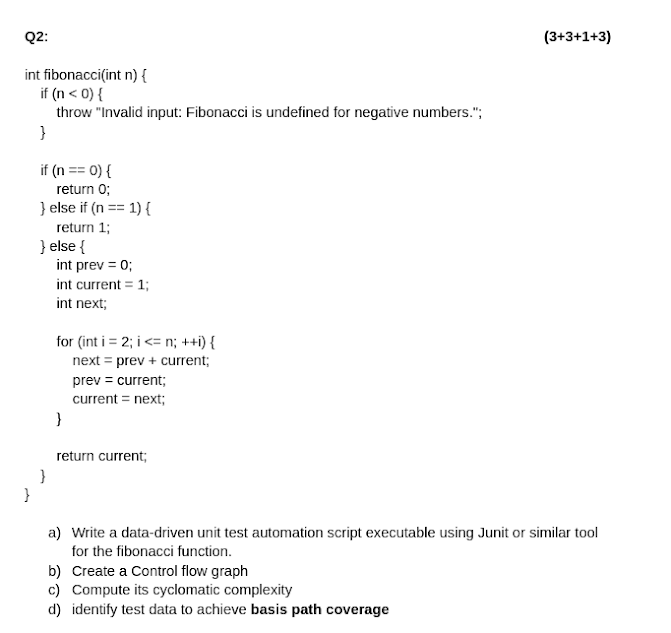 Q2: (3+3+1+3)
int fibonacci(int n) {
if (n < 0) {
throw "Invalid input: Fibonacci is undefined for negative numbers.";
}
if (n == 0) {
return 0;
} else if (n == 1) {
return 1;
} else {
int prev = 0;
int current = 1;
int next;
for (int i = 2; i <= n; ++i) {
next = prev + current;
prev = current;
current = next;
}
return current;
}
}
a) Write a data-driven unit test automation script executable using Junit or similar tool
for the fibonacci function.
b) Create a Control flow graph
c) Compute its cyclomatic complexity
d) identify test data to achieve basis path coverage